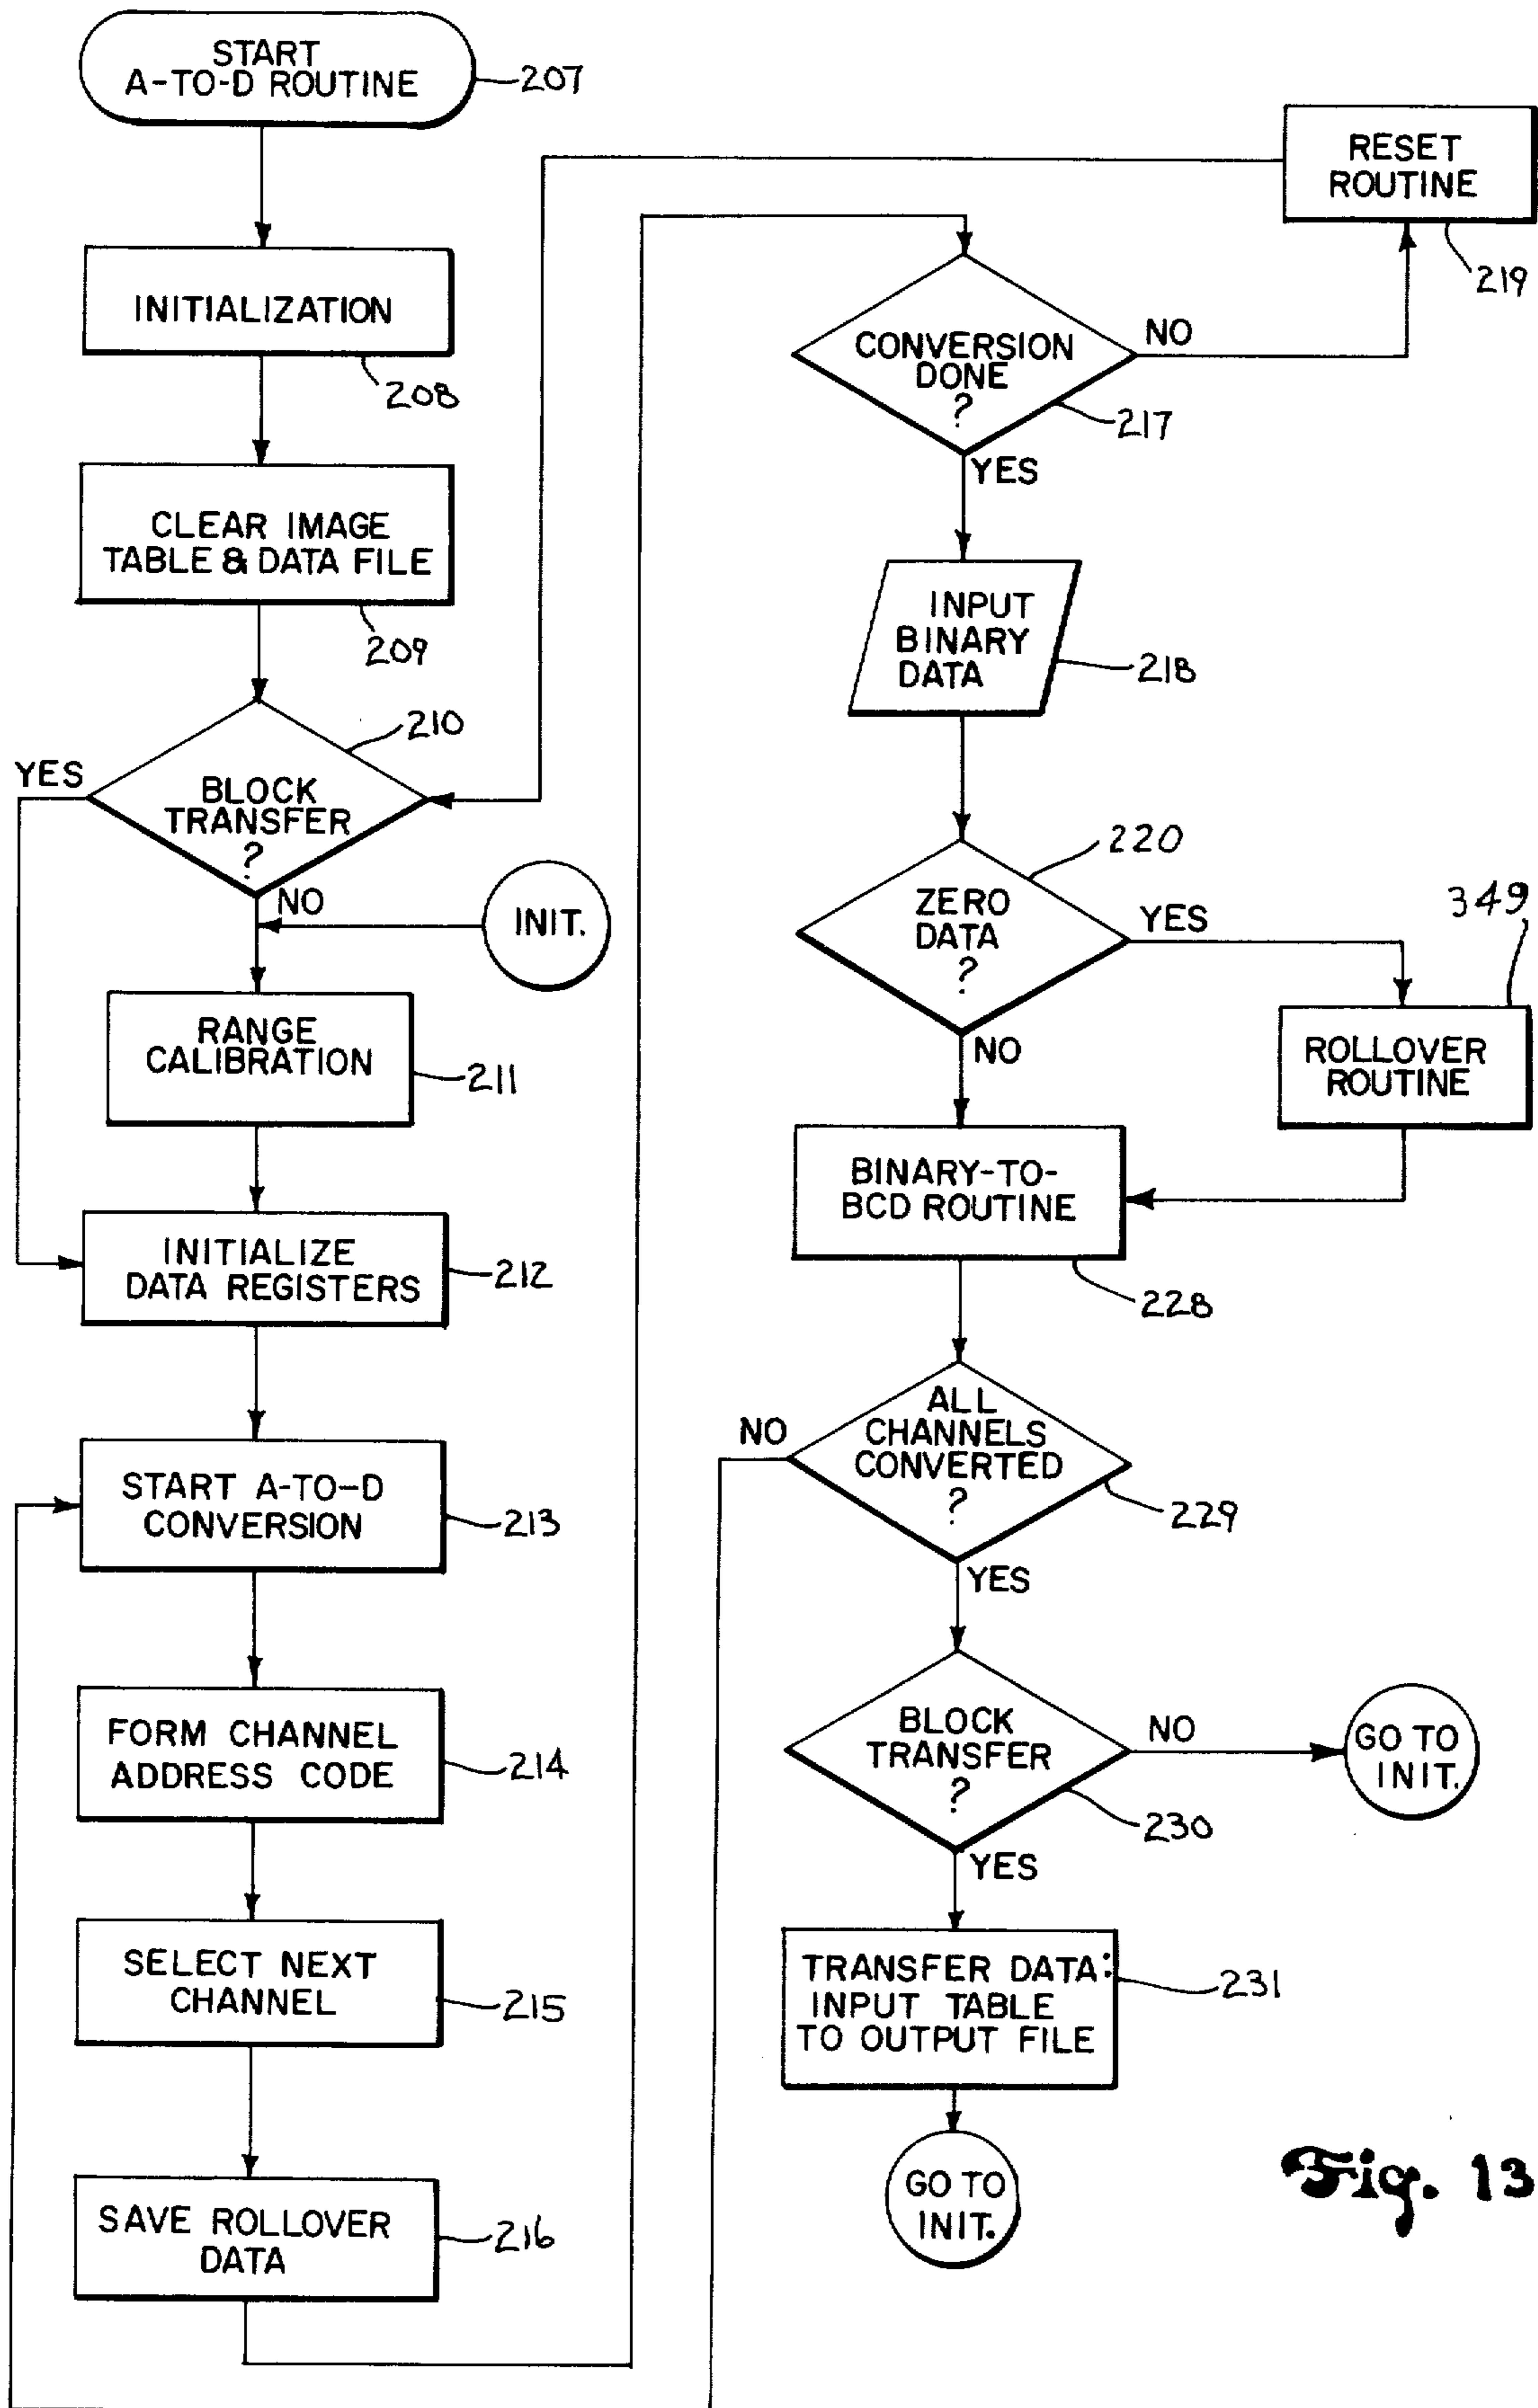 START
A-TO-D ROUTINE
207
INITIALIZATION
208
CLEAR IMAGE
TABLE & DATA FILE
209
210
YES
BLOCK
TRANSFER
?
NO
INIT.
RANGE
CALIBRATION
211
INITIALIZE
DATA REGISTERS
212
START A-TO-D
CONVERSION
213
FORM CHANNEL
ADDRESS CODE
214
SELECT NEXT
CHANNEL
215
SAVE ROLLOVER
DATA
216
RESET
ROUTINE
219
CONVERSION
DONE
?
NO
217
YES
INPUT
BINARY
DATA
218
220
ZERO
DATA
?
YES
349
NO
ROLLOVER
ROUTINE
BINARY-TO-
BCD ROUTINE
228
ALL
CHANNELS
CONVERTED
?
NO
229
YES
BLOCK
TRANSFER
?
NO
GO TO
INIT.
230
YES
TRANSFER DATA:
INPUT TABLE
TO OUTPUT FILE
231
GO TO
INIT.
Fig. 13